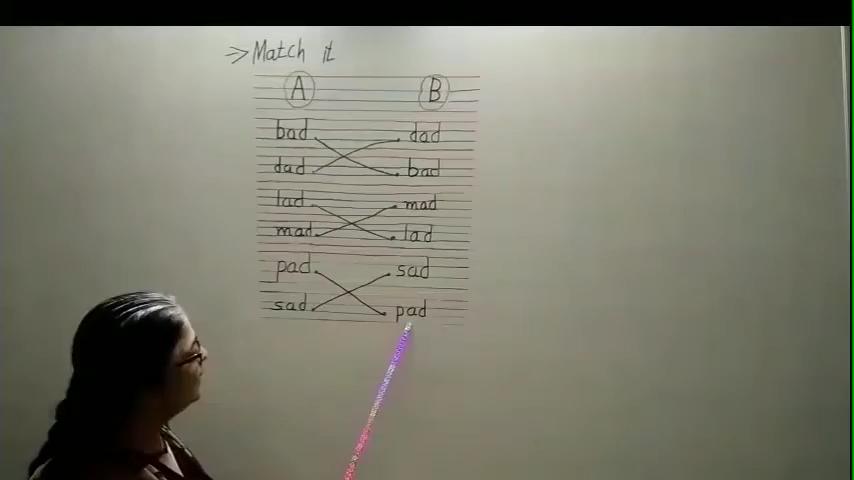 ⇒ Match it
A B
bad dad
dad bad
lad mad
mad lad
pad sad
sad pad